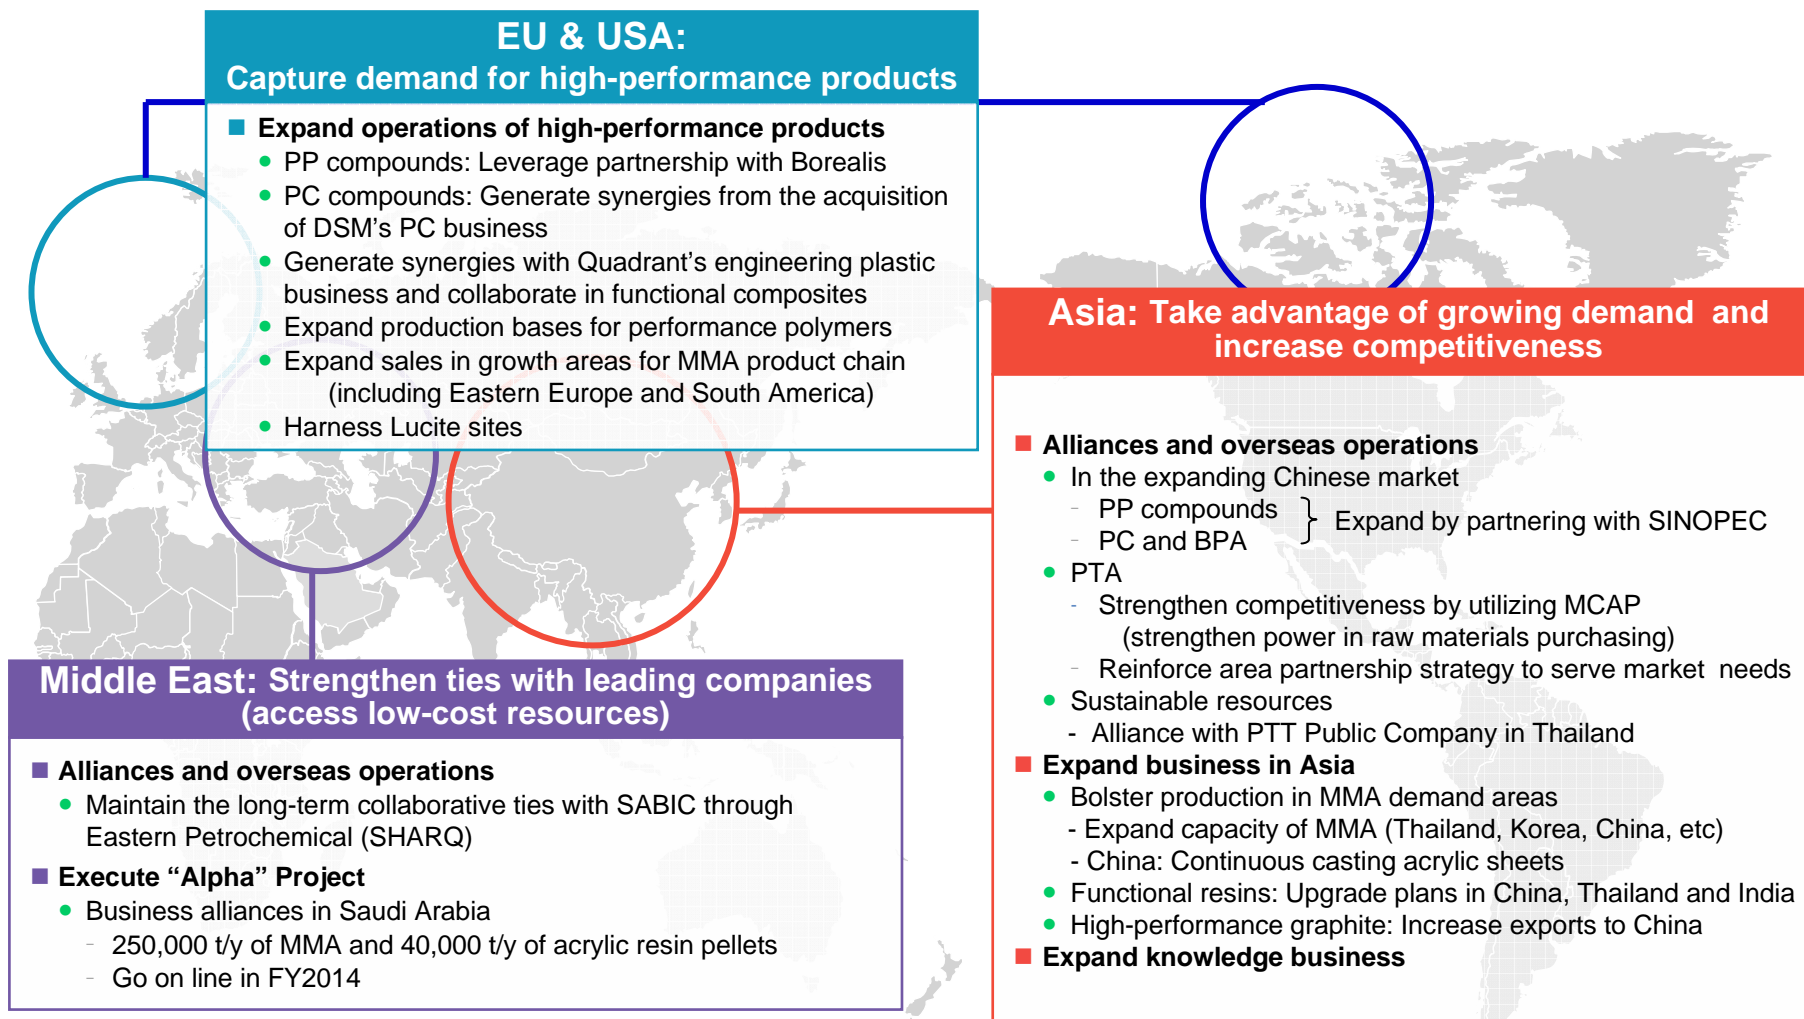 EU & USA:
Capture demand for high-performance products
■ Expand operations of high-performance products
• PP compounds: Leverage partnership with Borealis
• PC compounds: Generate synergies from the acquisition
of DSM’s PC business
• Generate synergies with Quadrant’s engineering plastic
business and collaborate in functional composites
• Expand production bases for performance polymers
• Expand sales in growth areas for MMA product chain
(including Eastern Europe and South America)
• Harness Lucite sites
Asia: Take advantage of growing demand and
increase competitiveness
■ Alliances and overseas operations
• In the expanding Chinese market
- PP compounds
- PC and BPA
Expand by partnering with SINOPEC
• PTA
- Strengthen competitiveness by utilizing MCAP
(strengthen power in raw materials purchasing)
- Reinforce area partnership strategy to serve market needs
• Sustainable resources
- Alliance with PTT Public Company in Thailand
■ Expand business in Asia
• Bolster production in MMA demand areas
- Expand capacity of MMA (Thailand, Korea, China, etc)
- China: Continuous casting acrylic sheets
• Functional resins: Upgrade plans in China, Thailand and India
• High-performance graphite: Increase exports to China
■ Expand knowledge business
Middle East: Strengthen ties with leading companies
(access low-cost resources)
■ Alliances and overseas operations
• Maintain the long-term collaborative ties with SABIC through
Eastern Petrochemical (SHARQ)
■ Execute “Alpha” Project
• Business alliances in Saudi Arabia
- 250,000 t/y of MMA and 40,000 t/y of acrylic resin pellets
- Go on line in FY2014